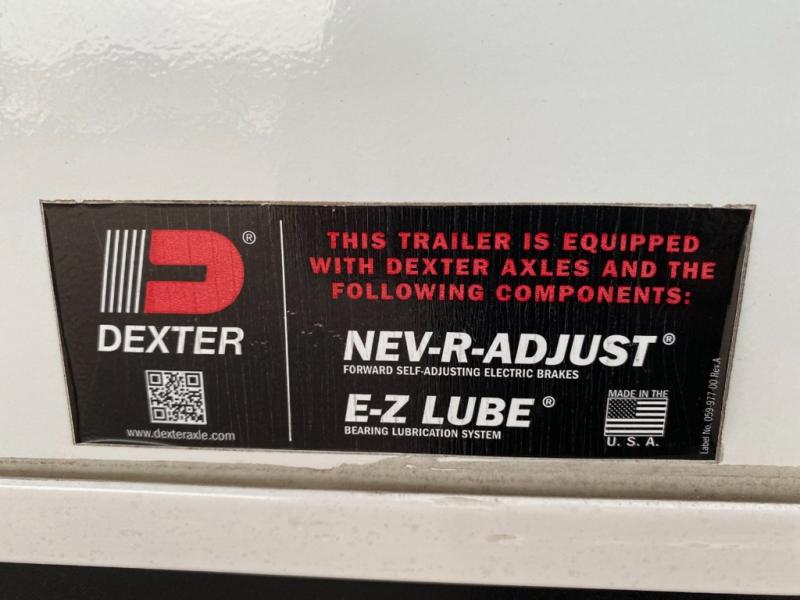 DEXTER®
www.dexteraxle.com
THIS TRAILER IS EQUIPPED
WITH DEXTER AXLES AND THE
FOLLOWING COMPONENTS:
NEV-R-ADJUST®
FORWARD SELF-ADJUSTING ELECTRIC BRAKES
E-Z LUBE®
BEARING LUBRICATION SYSTEM
MADE IN THE
U. S. A.
Label No. 059-977-00 Rev.A